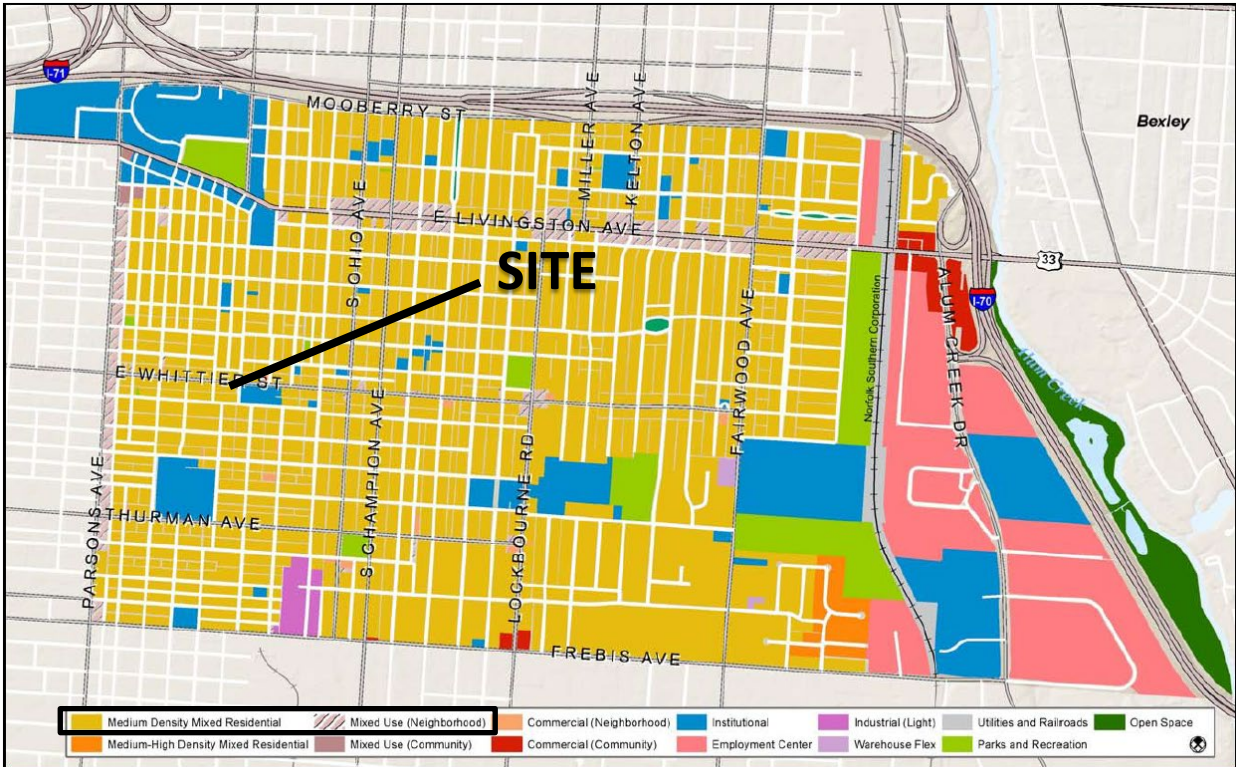 I-71
MOOBERRY ST
MILLER AVE
KELTON AVE
Bexley
S OHIO AVE
E LIVINGSTON AVE
33
SITE
I-70
ALUM CREEK DR
Alum Creek
Norfolk Southern Corporation
FAIRWOOD AVE
E WHITTIER ST
S CHAMPION AVE
LOCKBOURNE RD
PARSONS AVE
THURMAN AVE
FREBIS AVE
Medium Density Mixed Residential
Mixed Use (Neighborhood)
Commercial (Neighborhood)
Institutional
Industrial (Light)
Utilities and Railroads
Open Space
Medium-High Density Mixed Residential
Mixed Use (Community)
Commercial (Community)
Employment Center
Warehouse Flex
Parks and Recreation